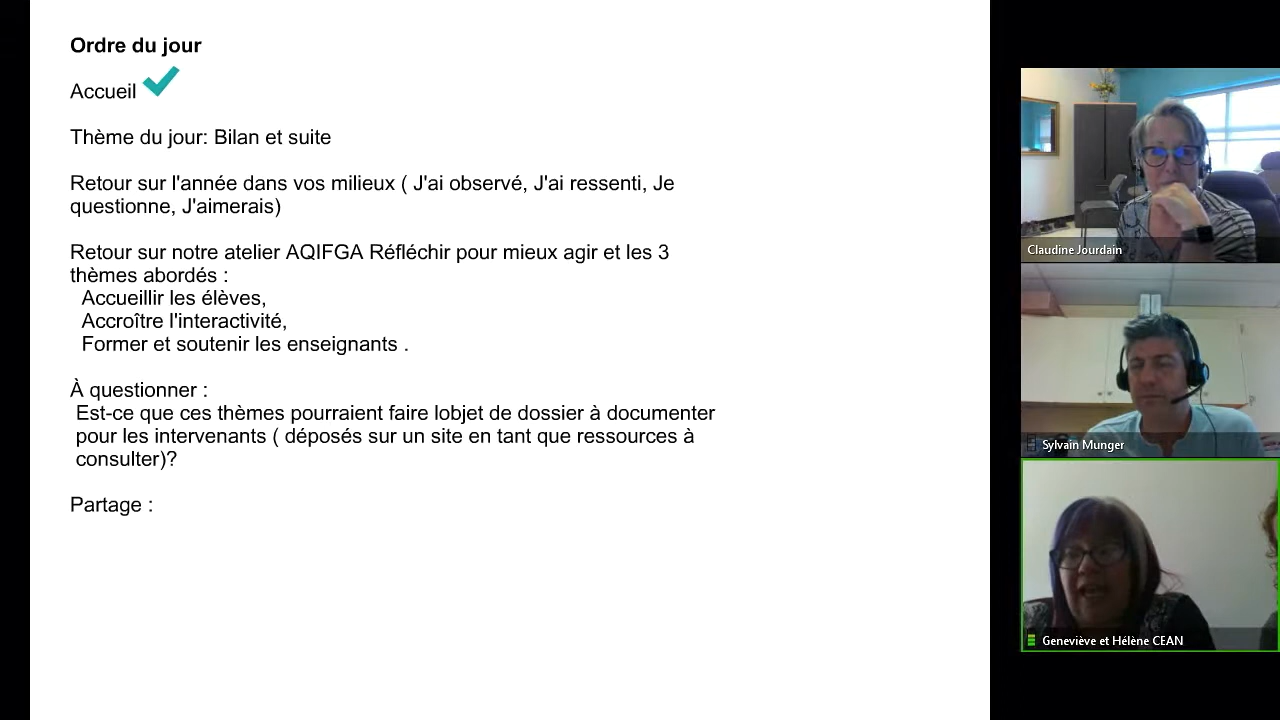 Ordre du jour
Accueil
Thème du jour: Bilan et suite
Retour sur l'année dans vos milieux ( J'ai observé, J'ai ressenti, Je
questionne, J'aimerais)
Retour sur notre atelier AQIFGA Réfléchir pour mieux agir et les 3
thèmes abordés :
Accueillir les élèves,
Accroître l'interactivité,
Former et soutenir les enseignants .
À questionner :
Est-ce que ces thèmes pourraient faire lobjet de dossier à documenter
pour les intervenants ( déposés sur un site en tant que ressources à
consulter)?
Partage :
Claudine Jourdain
Sylvain Munger
Geneviève et Hélène CEAN